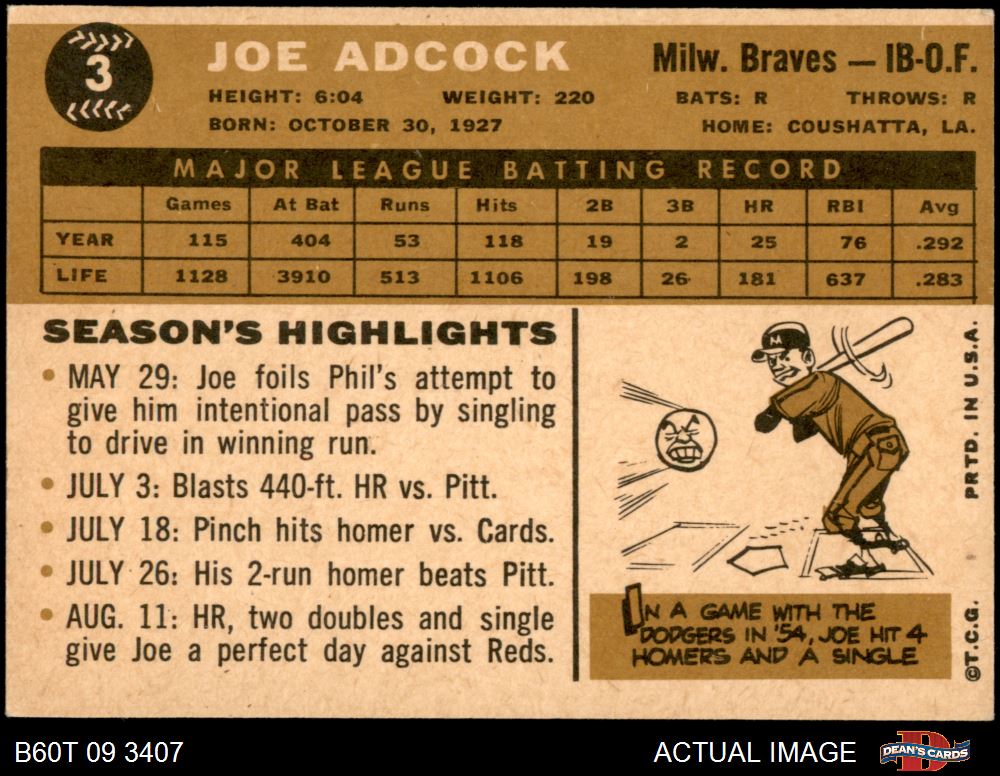 3
JOE ADCOCK
Milw. Braves — IB-O.F.
HEIGHT: 6:04 WEIGHT: 220 BATS: R THROWS: R
BORN: OCTOBER 30, 1927 HOME: COUSHATTA, LA.
MAJOR LEAGUE BATTING RECORD
Games At Bat Runs Hits 2B 3B HR RBI Avg
YEAR 115 404 53 118 19 2 25 76 .292
LIFE 1128 3910 513 1106 198 26 181 637 .283
SEASON'S HIGHLIGHTS
• MAY 29: Joe foils Phil's attempt to
give him intentional pass by singling
to drive in winning run.
• JULY 3: Blasts 440-ft. HR vs. Pitt.
• JULY 18: Pinch hits homer vs. Cards.
• JULY 26: His 2-run homer beats Pitt.
• AUG. 11: HR, two doubles and single
give Joe a perfect day against Reds.
M
IN A GAME WITH THE
DODGERS IN '54, JOE HIT 4
HOMERS AND A SINGLE
©T.C.G. PRTD. IN U.S.A.
B60T 09 3407
ACTUAL IMAGE
D
DEAN'S CARDS